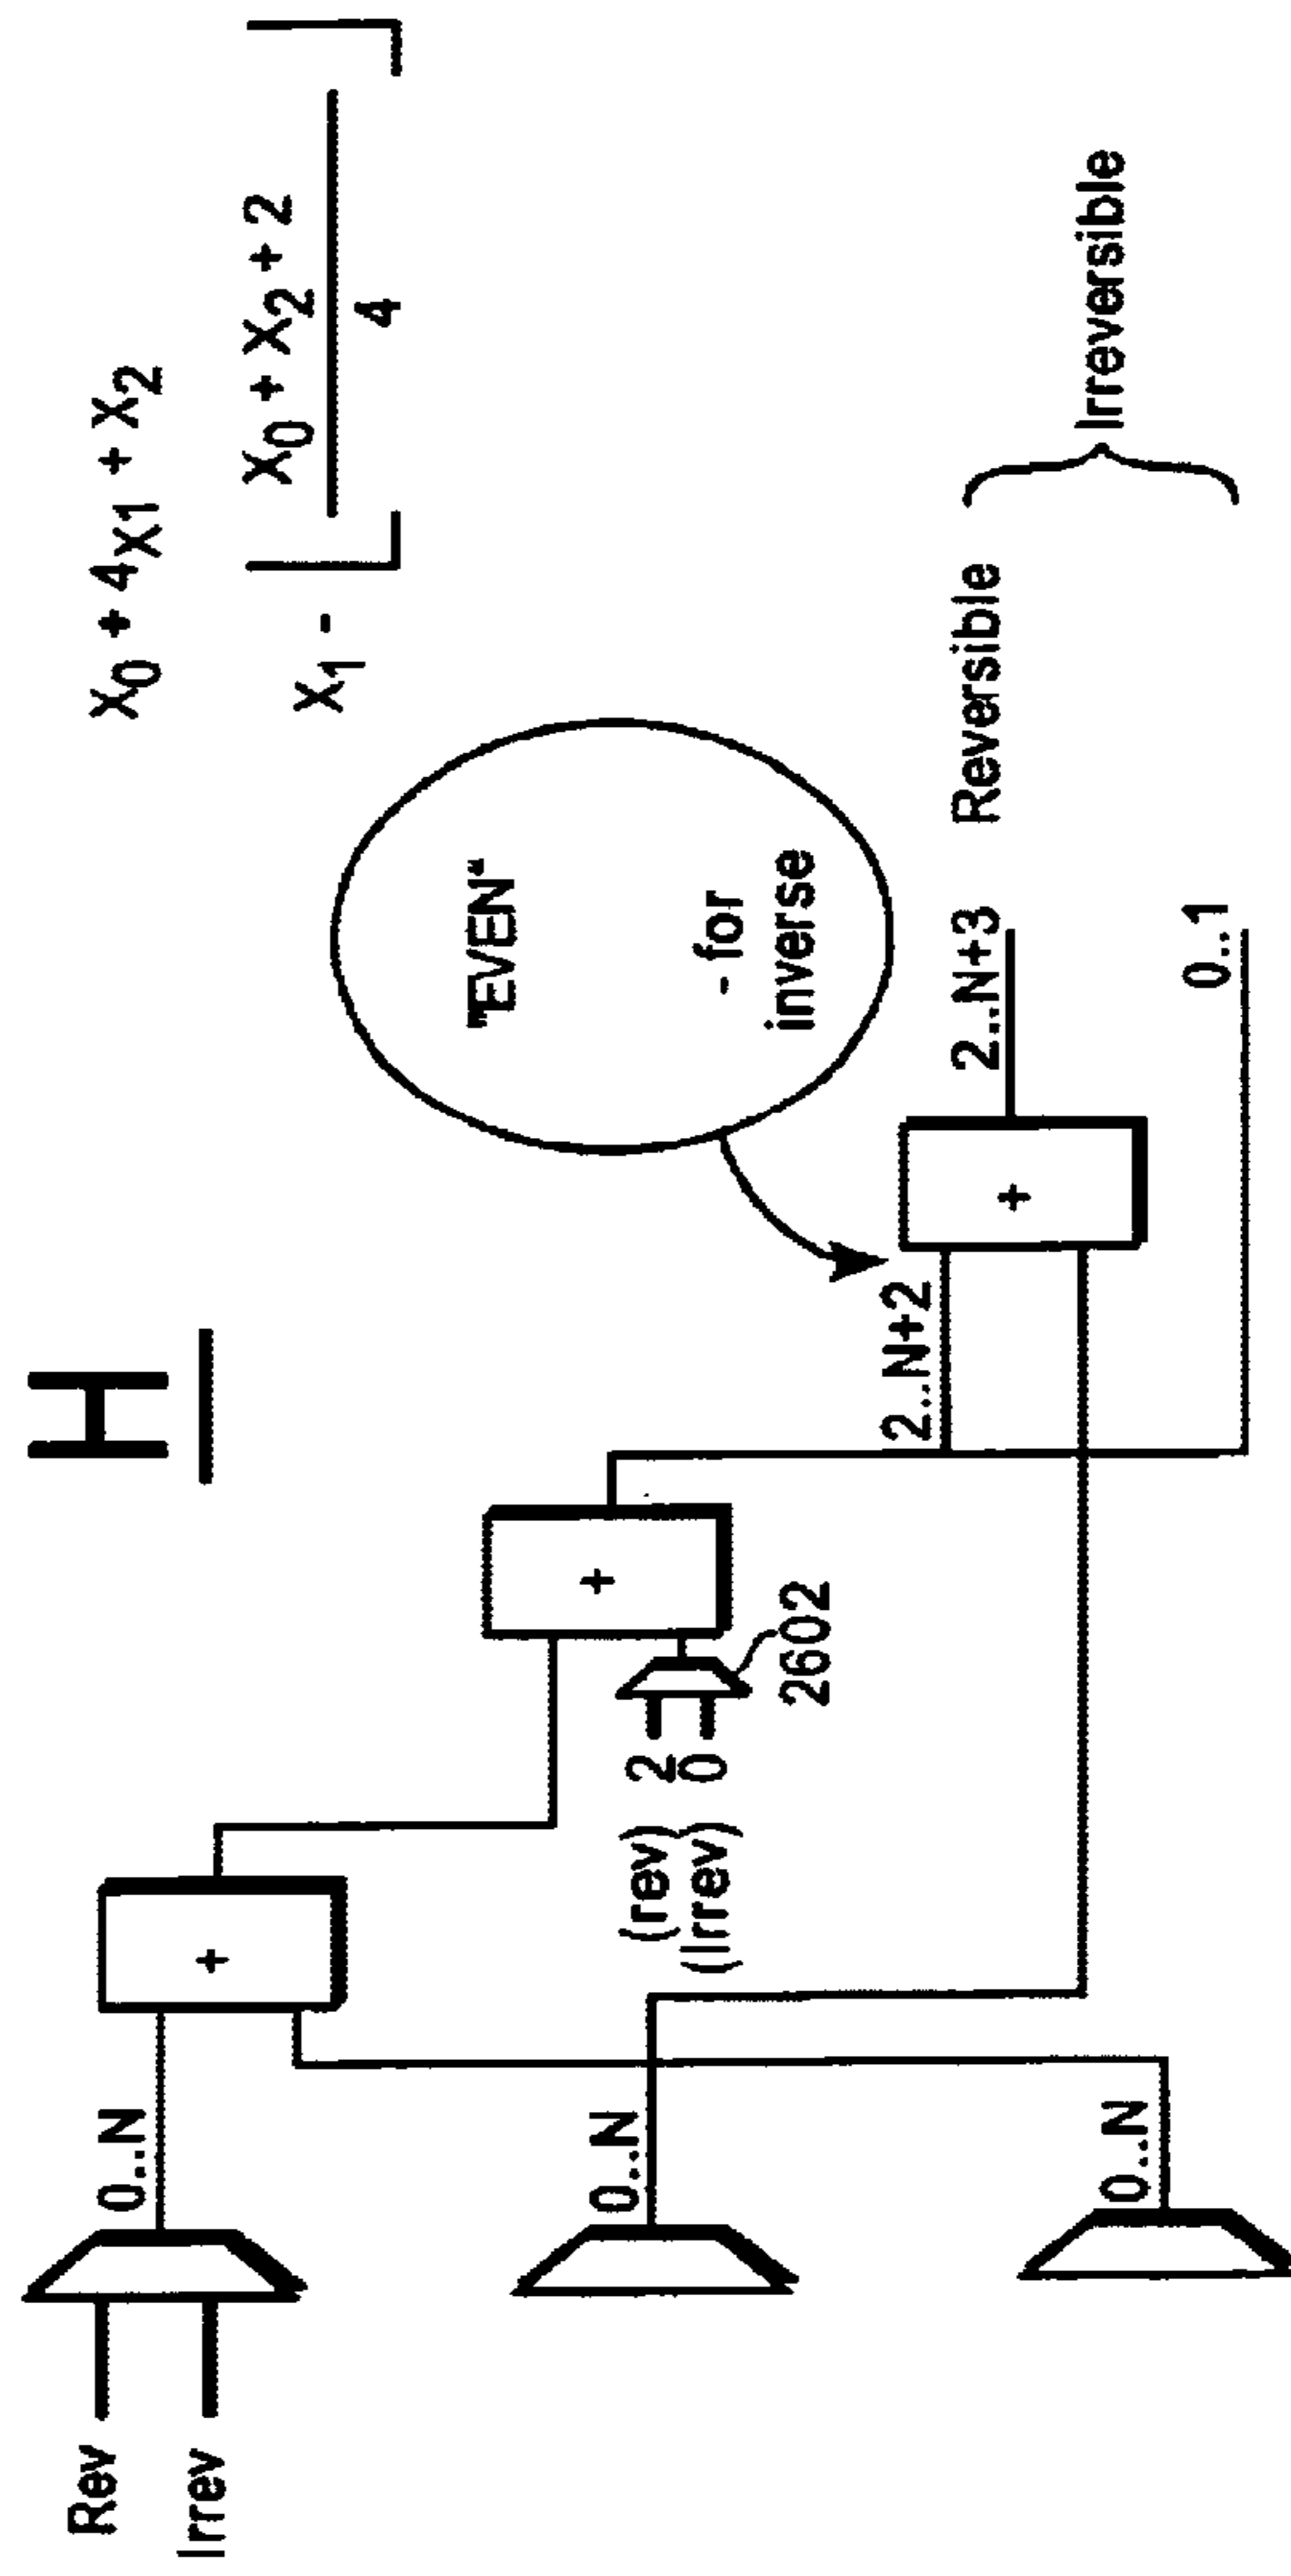 H
X₀ + 4X₁ + X₂
Rev
0..N
Irrev
+
X₁ -
X₀ + X₂ + 2
4
"EVEN"
- for
inverse
0..N
+
(rev) 2
(Irrev) 0
2602
2..N+2
+
2..N+3
Reversible
Irreversible
0..N
0..1